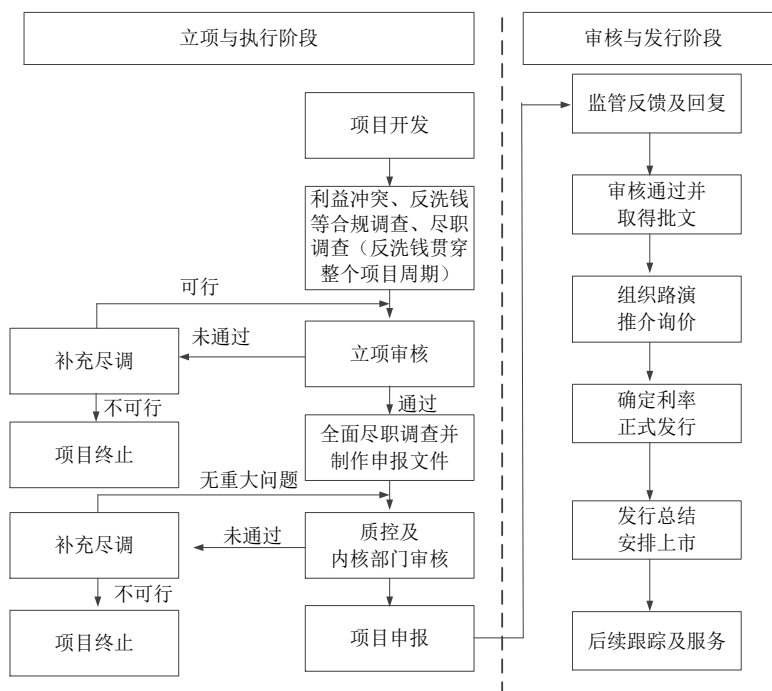 立项与执行阶段
审核与发行阶段
项目开发
利益冲突、反洗钱
等合规调查、尽职
调查（反洗钱贯穿
整个项目周期）
可行
立项审核
未通过
补充尽调
不可行
项目终止
通过
全面尽职调查并
制作申报文件
无重大问题
质控及
内核部门审核
未通过
补充尽调
不可行
项目终止
项目申报
监管反馈及回复
审核通过并
取得批文
组织路演
推介询价
确定利率
正式发行
发行总结
安排上市
后续跟踪及服务